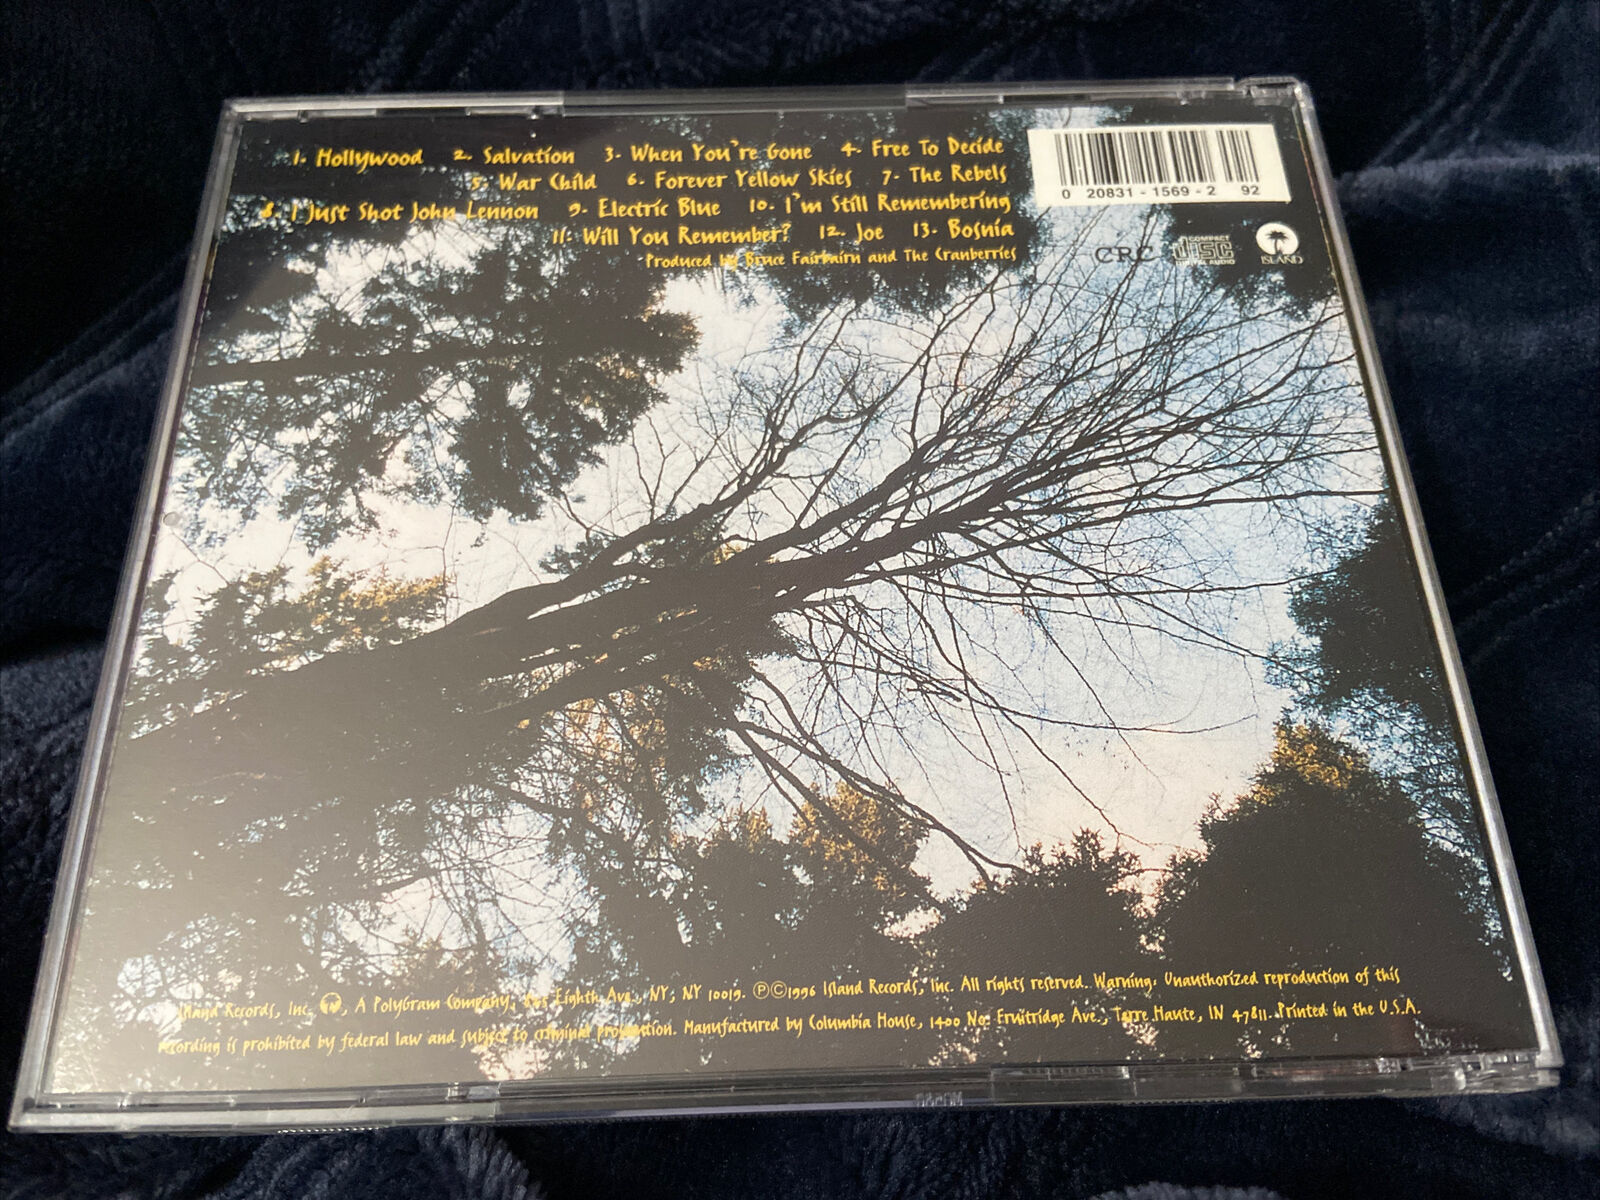 1. Hollywood 2. Salvation 3. When You're Gone 4. Free To Decide
5. War Child 6. Forever Yellow Skies 7. The Rebels
8. I Just Shot John Lennon 9. Electric Blue 10. I'm Still Remembering
11. Will You Remember? 12. Joe 13. Bosnia
Produced by Bruce Fairbairn and The Cranberries
0 20831-1569-2 92
CRC
COMPACT
disc
DIGITAL AUDIO
ISLAND
Island Records, Inc. , A PolyGram Company, Eighth Ave., NY, NY 10019. ℗©1996 Island Records, Inc. All rights reserved. Warning: Unauthorized reproduction of this
recording is prohibited by federal law and subject to criminal prosecution. Manufactured by Columbia House, 1400 No. Fruitridge Ave., Terre Haute, IN 47811. Printed in the U.S.A.